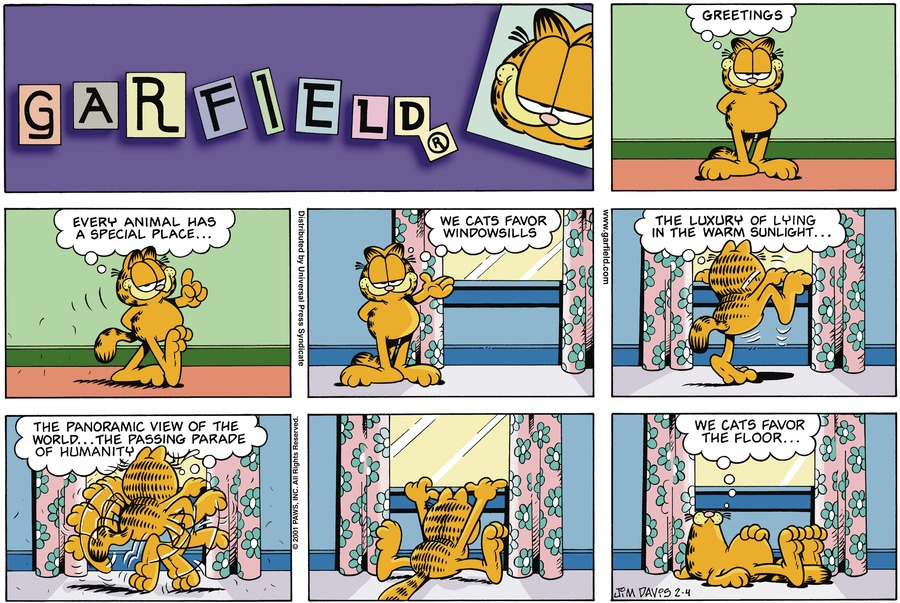 GARFIELD®
GREETINGS
EVERY ANIMAL HAS
A SPECIAL PLACE...
Distributed by Universal Press Syndicate
WE CATS FAVOR
WINDOWSILLS
www.garfield.com
THE LUXURY OF LYING
IN THE WARM SUNLIGHT...
THE PANORAMIC VIEW OF THE
WORLD...THE PASSING PARADE
OF HUMANITY
© 2001 PAWS, INC. All Rights Reserved.
WE CATS FAVOR
THE FLOOR...
JIM DAVIS 2-4